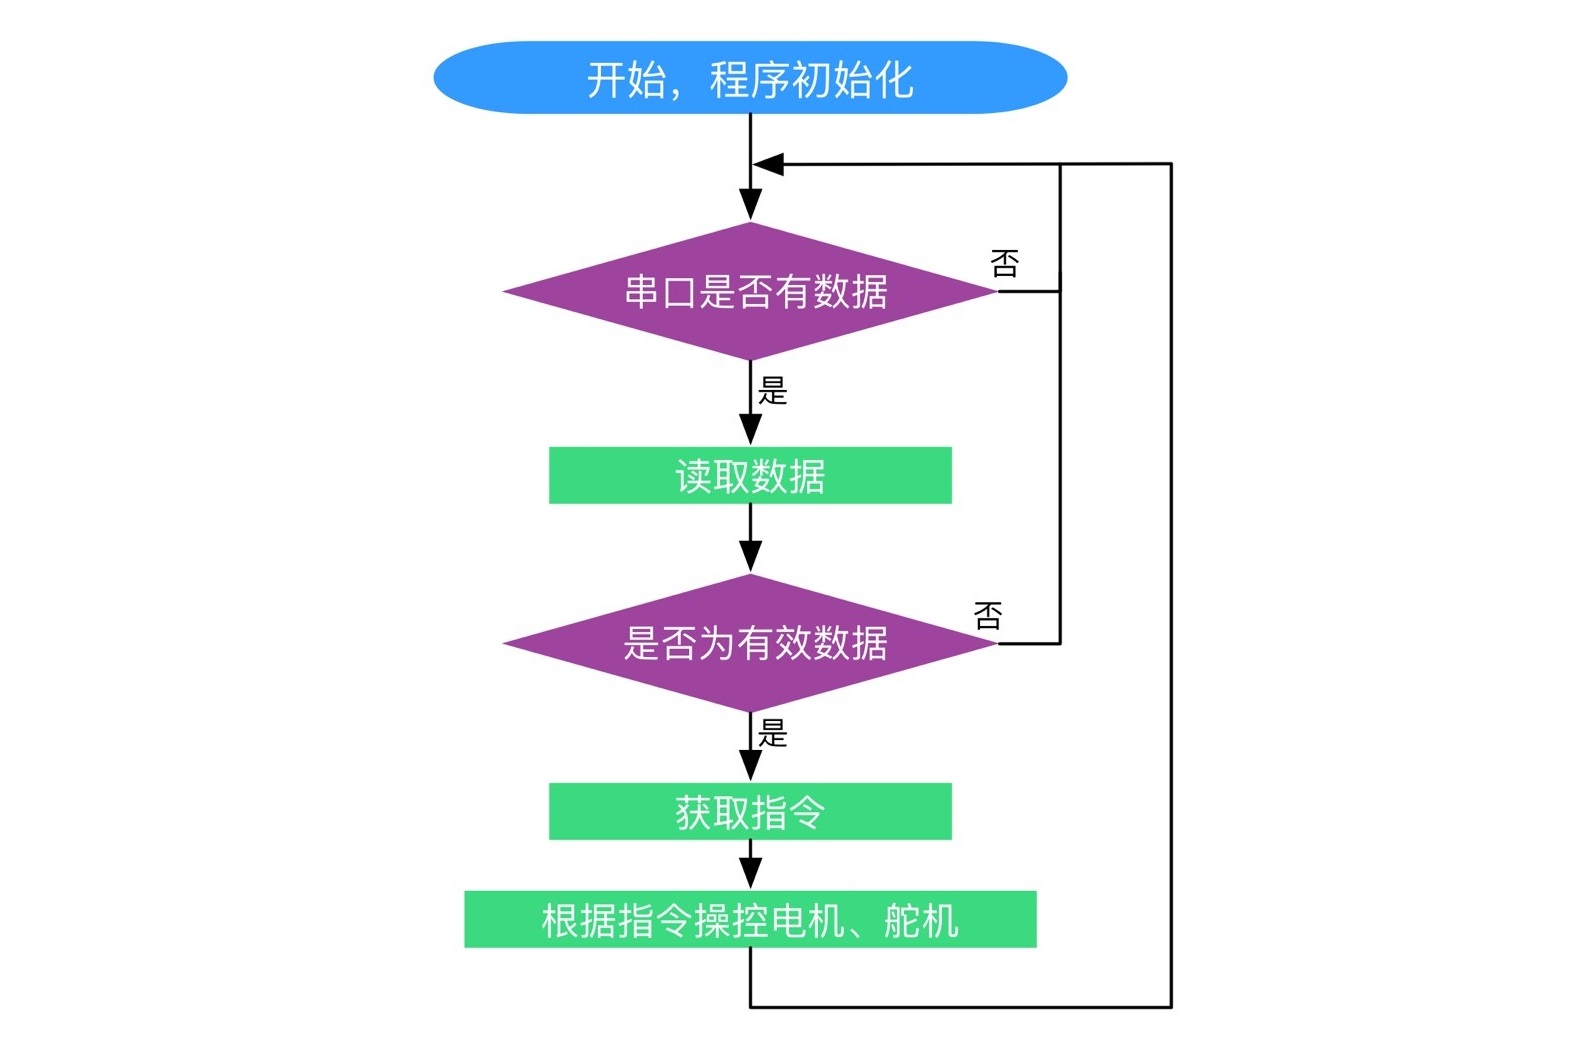 开始，程序初始化
串口是否有数据
否
是
读取数据
是否为有效数据
否
是
获取指令
根据指令操控电机、舵机